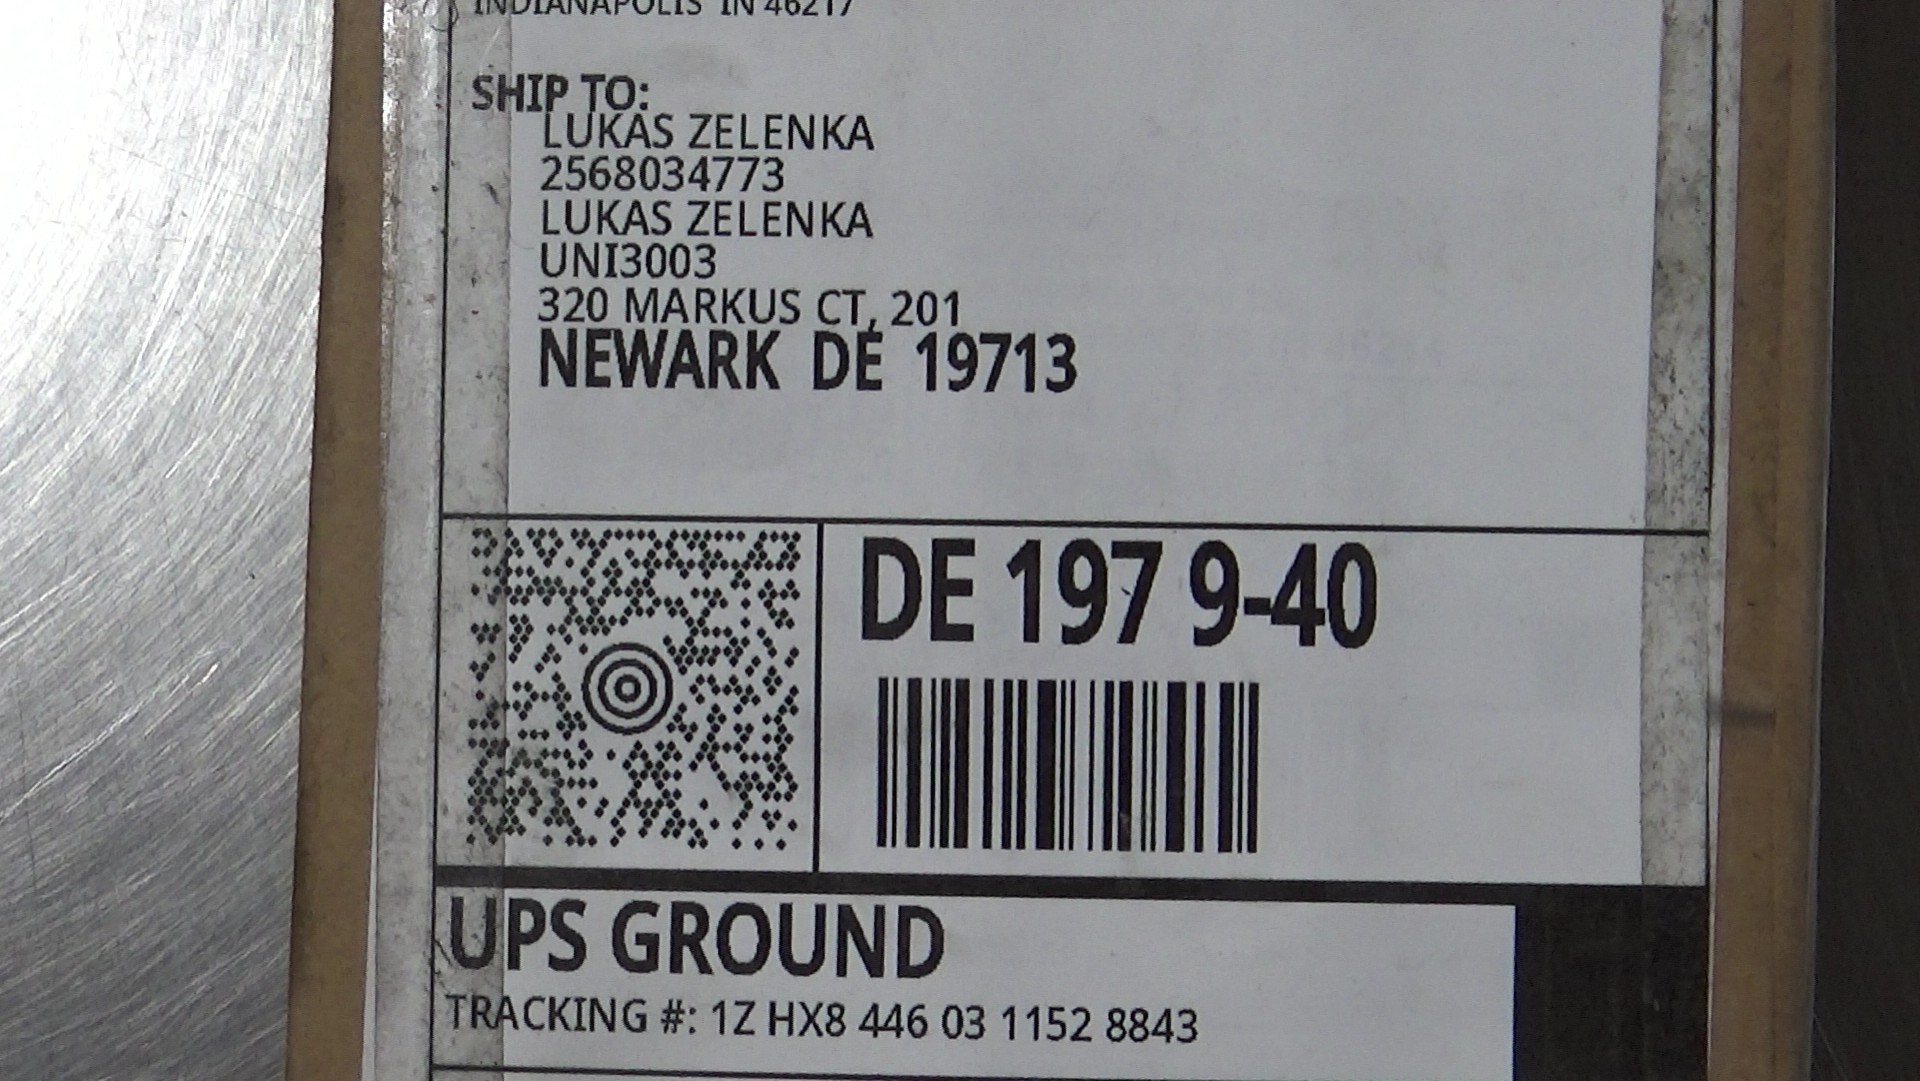 INDIANAPOLIS IN 46217
SHIP TO:
LUKAS ZELENKA
2568034773
LUKAS ZELENKA
UNI3003
320 MARKUS CT, 201
NEWARK DE 19713
DE 197 9-40
UPS GROUND
TRACKING #: 1Z HX8 446 03 1152 8843